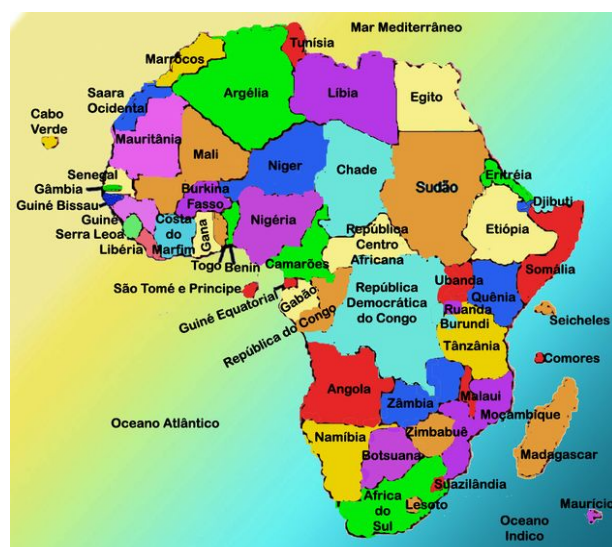 Mar Mediterrâneo
Tunísia
Marrocos
Argélia
Líbia
Egito
Saara
Ocidental
Cabo
Verde
Mauritânia
Mali
Niger
Chade
Sudão
Eritréia
Senegal
Gâmbia
Guiné Bissau
Guiné
Serra Leoa
Libéria
Burkina
Fasso
Costa
do
Marfim
Gana
Togo
Benin
Nigéria
Camarões
República
Centro
Africana
Djibuti
Etiópia
Somália
São Tomé e Principe
Guiné Equatorial
Gabão
República do Congo
República
Democrática
do Congo
Ubanda
Quênia
Ruanda
Burundi
Tânzânia
Seicheles
Comores
Oceano Atlântico
Angola
Zâmbia
Malaui
Moçambique
Namíbia
Zimbabuê
Botsuana
Madagascar
Suazilândia
África
do
Sul
Lesoto
Maurício
Oceano
Indico